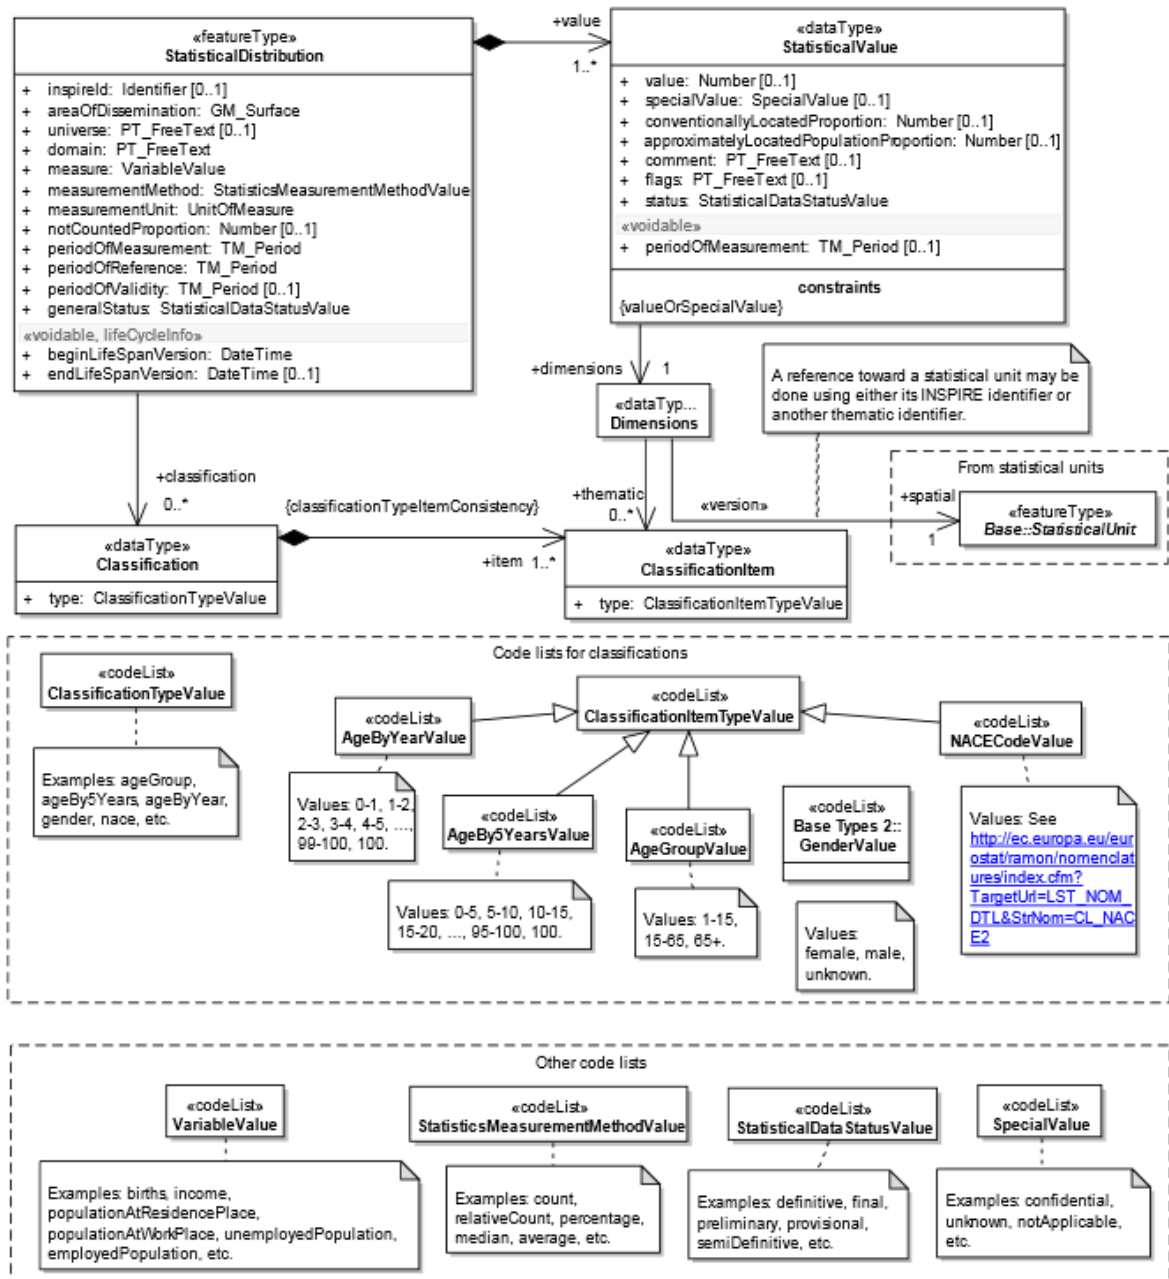 «featureType»
StatisticalDistribution
+ inspireId: Identifier [0..1]
+ areaOfDissemination: GM_Surface
+ universe: PT_FreeText [0..1]
+ domain: PT_FreeText
+ measure: VariableValue
+ measurementMethod: StatisticsMeasurementMethodValue
+ measurementUnit: UnitOfMeasure
+ notCountedProportion: Number [0..1]
+ periodOfMeasurement: TM_Period
+ periodOfReference: TM_Period
+ periodOfValidity: TM_Period [0..1]
+ generalStatus: StatisticalDataStatusValue
«voidable, lifeCycleInfo»
+ beginLifeSpanVersion: DateTime
+ endLifeSpanVersion: DateTime [0..1]
+value
1..*
«dataType»
StatisticalValue
+ value: Number [0..1]
+ specialValue: SpecialValue [0..1]
+ conventionallyLocatedProportion: Number [0..1]
+ approximatelyLocatedPopulationProportion: Number [0..1]
+ comment: PT_FreeText [0..1]
+ flags: PT_FreeText [0..1]
+ status: StatisticalDataStatusValue
«voidable»
+ periodOfMeasurement: TM_Period [0..1]
constraints
{valueOrSpecialValue}
+dimensions
1
«dataTyp...
Dimensions
A reference toward a statistical unit may be
done using either its INSPIRE identifier or
another thematic identifier.
+classification
0..*
{classificationTypeItemConsistency}
+thematic
0..*
«version»
From statistical units
+spatial
1
«featureType»
Base::StatisticalUnit
«dataType»
Classification
+ type: ClassificationTypeValue
+item 1..*
«dataType»
ClassificationItem
+ type: ClassificationItemTypeValue
Code lists for classifications
«codeList»
ClassificationTypeValue
Examples: ageGroup,
ageBy5Years, ageByYear,
gender, nace, etc.
«codeList»
AgeByYearValue
Values: 0-1, 1-2,
2-3, 3-4, 4-5, ...,
99-100, 100.
«codeList»
ClassificationItemTypeValue
«codeList»
AgeBy5YearsValue
Values: 0-5, 5-10, 10-15,
15-20, ..., 95-100, 100.
«codeList»
AgeGroupValue
Values: 1-15,
15-65, 65+.
«codeList»
Base Types 2::
GenderValue
Values:
female, male,
unknown.
«codeList»
NACECodeValue
Values: See
http://ec.europa.eu/eur
ostat/ramon/nomenclat
ures/index.cfm?
TargetUrl=LST_NOM_
DTL&StrNom=CL_NAC
E2
Other code lists
«codeList»
VariableValue
Examples: births, income,
populationAtResidencePlace,
populationAtWorkPlace, unemployedPopulation,
employedPopulation, etc.
«codeList»
StatisticsMeasurementMethodValue
Examples: count,
relativeCount, percentage,
median, average, etc.
«codeList»
StatisticalDataStatusValue
Examples: definitive, final,
preliminary, provisional,
semiDefinitive, etc.
«codeList»
SpecialValue
Examples: confidential,
unknown, notApplicable,
etc.